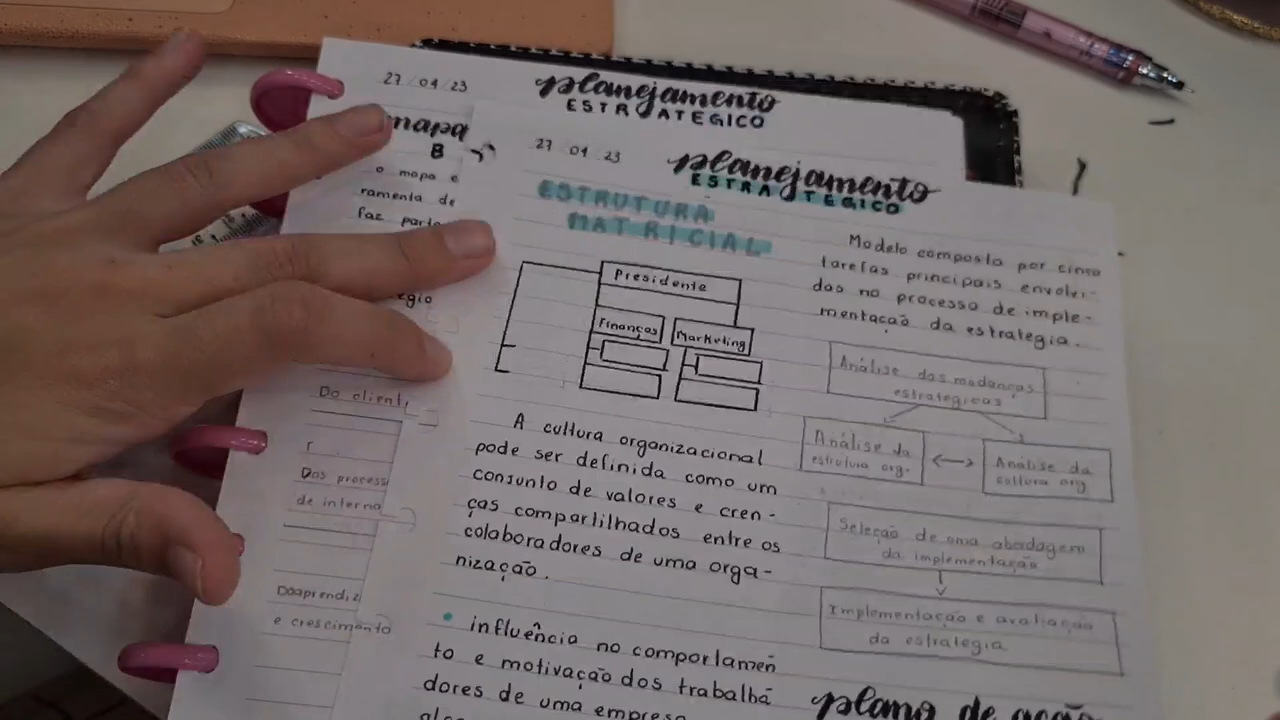 27/04/23
planejamento
ESTRATEGICO
mapa
B
o mapa e
ramenta de
faz parte
egio
Do client
Dos process
de interno
Doaprendiz
e crescimento
27 04 23
planejamento
ESTRATEGICO
ESTRUTURA
MATRICIAL
Presidente
Finanças
Marketing
A cultura organizacional
pode ser definida como um
conjunto de valores e cren-
ças compartilhados entre os
colaboradores de uma orga-
nização.
• influência no comportamen
to e motivação dos trabalha
dores de uma empresa
Modelo composto por cinco
tarefas principais envolvi-
das no processo de imple-
mentação da estrategia.
Análise das mudanças
estrategicas
Análise da
estrutura org.
Análise da
cultura org
Seleção de uma abordagem
da implementação
Implementação e avaliação
da estrategia
plano de ação